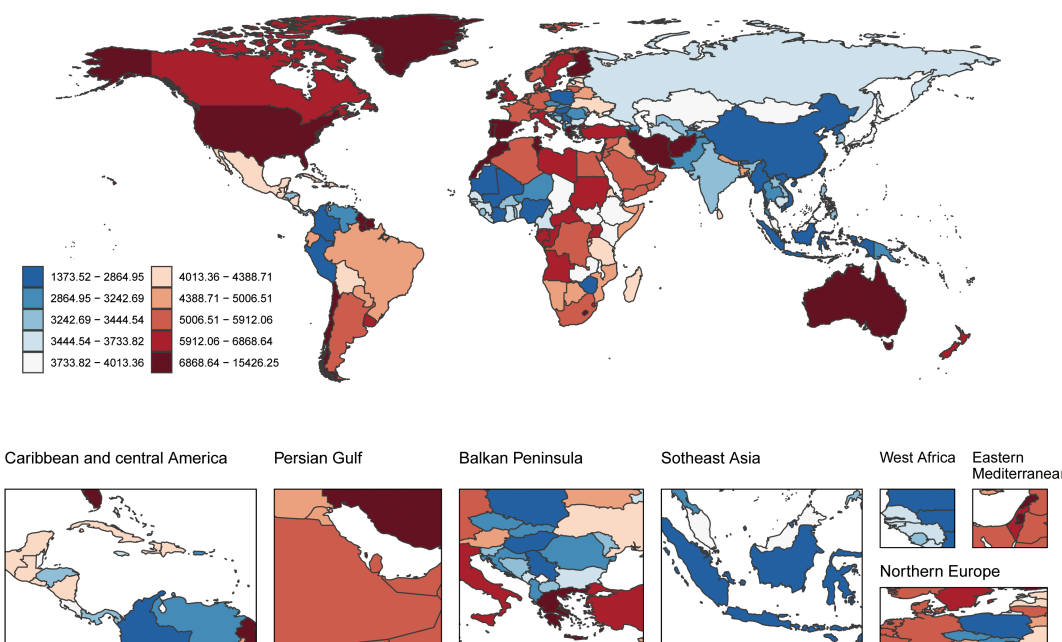 1373.52 – 2864.95
2864.95 – 3242.69
3242.69 – 3444.54
3444.54 – 3733.82
3733.82 – 4013.36
4013.36 – 4388.71
4388.71 – 5006.51
5006.51 – 5912.06
5912.06 – 6868.64
6868.64 – 15426.25
Caribbean and central America
Persian Gulf
Balkan Peninsula
Sotheast Asia
West Africa
Eastern
Mediterranean
Northern Europe